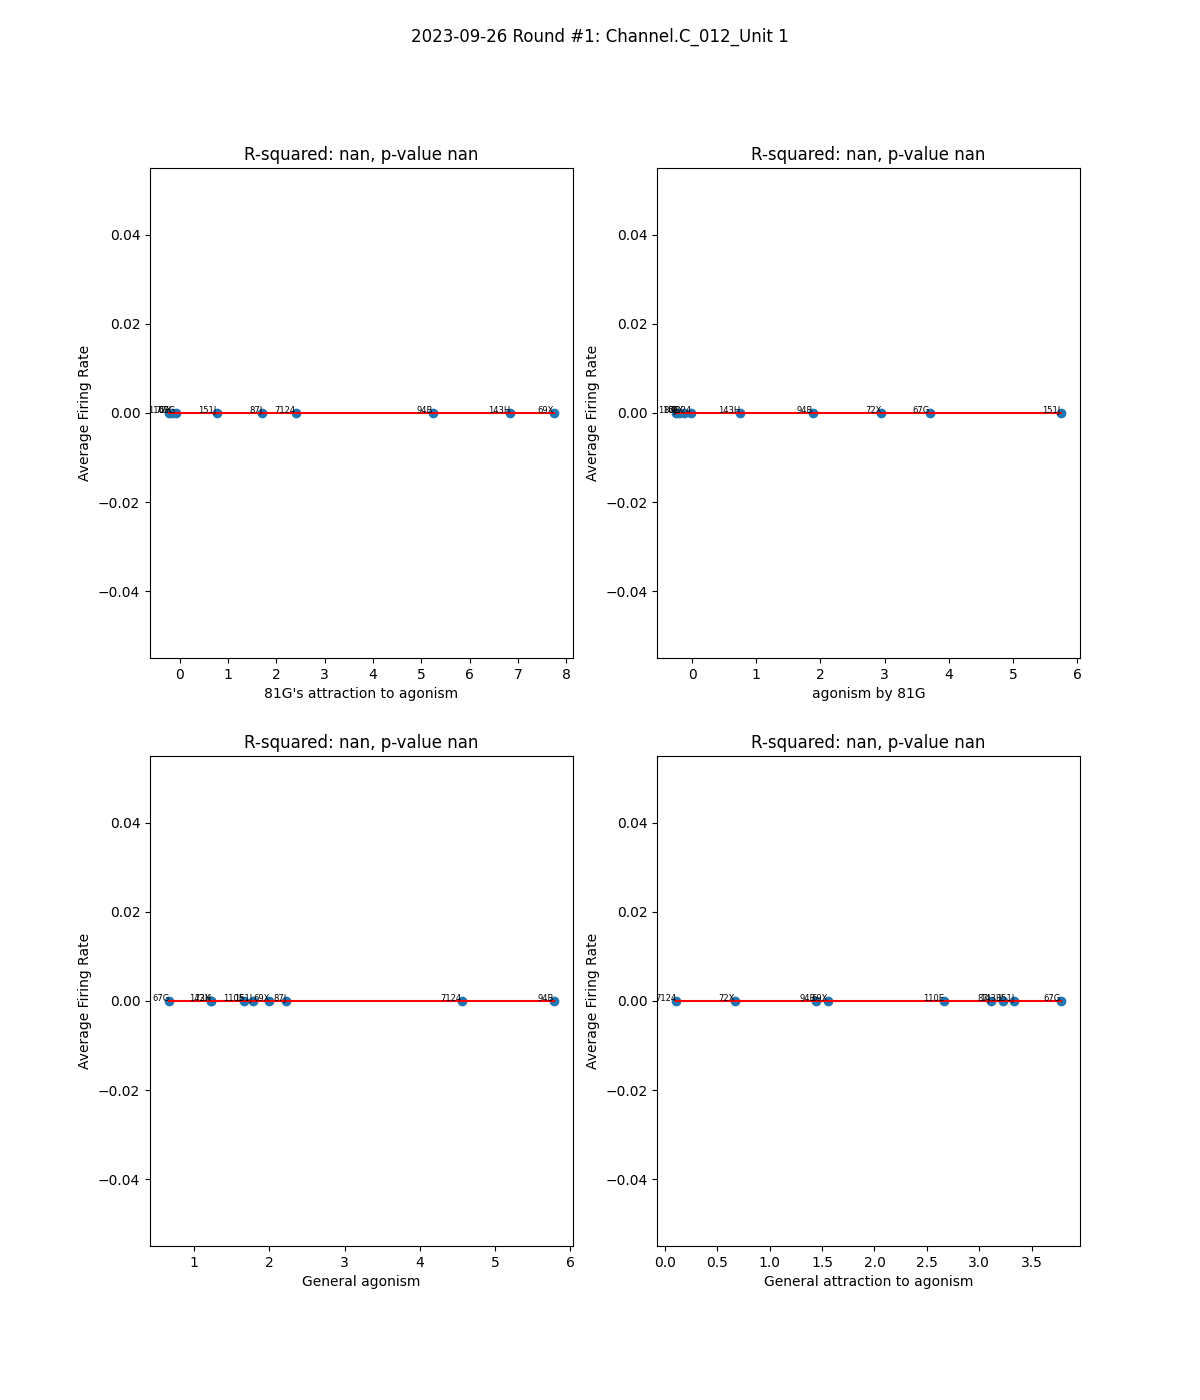 2023-09-26 Round #1: Channel.C_012_Unit 1
R-squared: nan, p-value nan
R-squared: nan, p-value nan
Average Firing Rate
0.04
0.02
0.00
−0.02
−0.04
151J
87J
7124
94B
143H
69X
0 1 2 3 4 5 6 7 8
81G's attraction to agonism
Average Firing Rate
0.04
0.02
0.00
−0.02
−0.04
143H
94B
72X
67G
151J
0 1 2 3 4 5 6
agonism by 81G
R-squared: nan, p-value nan
R-squared: nan, p-value nan
Average Firing Rate
0.04
0.02
0.00
−0.02
−0.04
67G
69X
87J
7124
94B
1 2 3 4 5 6
General agonism
Average Firing Rate
0.04
0.02
0.00
−0.02
−0.04
7124
72X
94B
69X
110E
151J
67G
0.0 0.5 1.0 1.5 2.0 2.5 3.0 3.5
General attraction to agonism